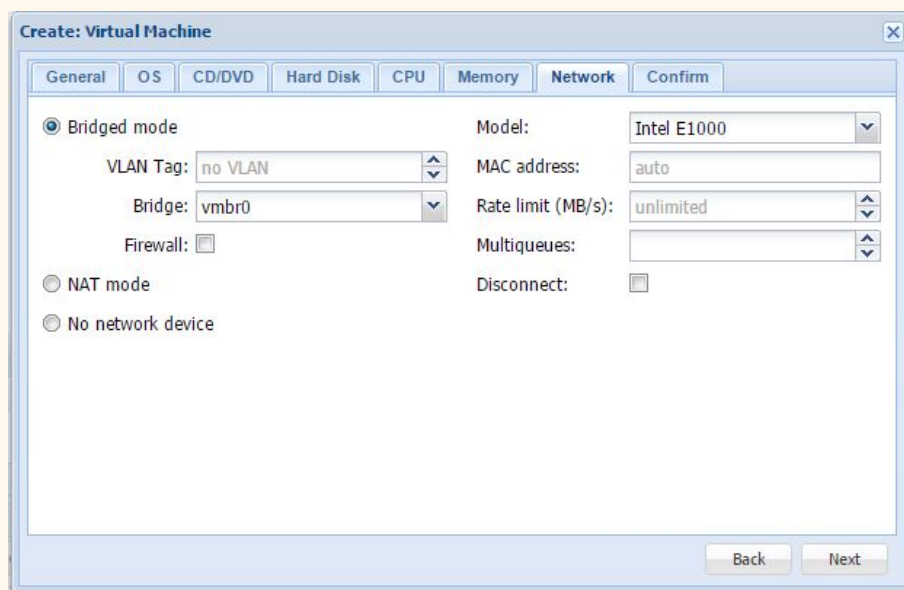 Create: Virtual Machine
General OS CD/DVD Hard Disk CPU Memory Network Confirm
Bridged mode
VLAN Tag: no VLAN
Bridge: vmbr0
Firewall:
NAT mode
No network device
Model: Intel E1000
MAC address: auto
Rate limit (MB/s): unlimited
Multiqueues:
Disconnect:
Back Next